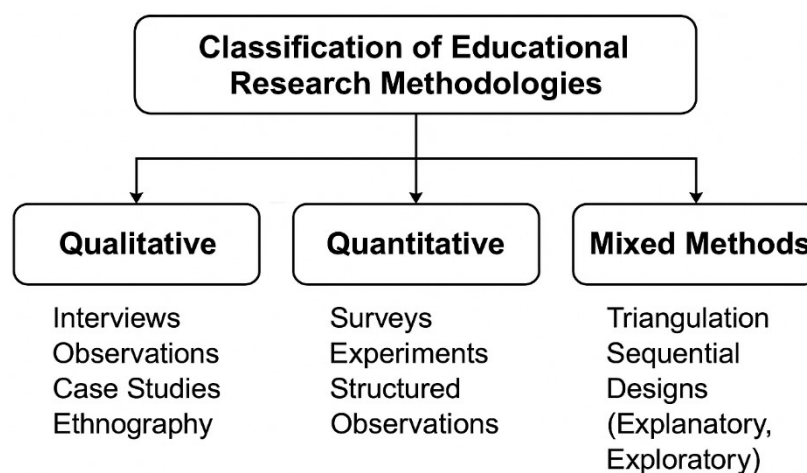 Classification of Educational
Research Methodologies
Qualitative
Interviews
Observations
Case Studies
Ethnography
Quantitative
Surveys
Experiments
Structured
Observations
Mixed Methods
Triangulation
Sequential
Designs
(Explanatory,
Exploratory)